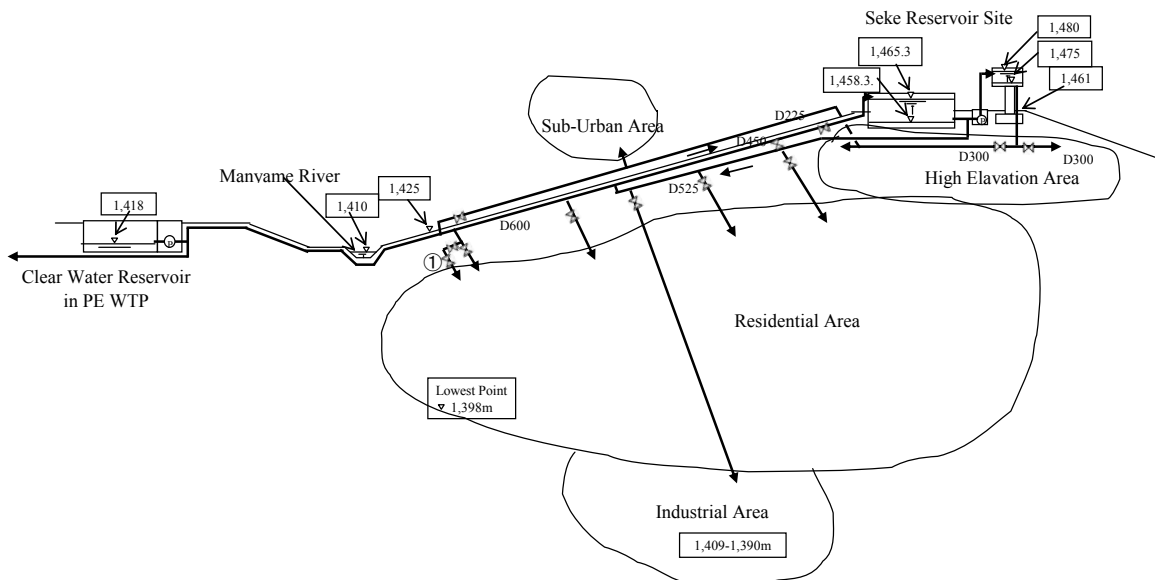 Seke Reservoir Site
1,480
1,475
1,465.3
1,461
1,458.3.
P
D225
Sub-Urban Area
D450
D300
D300
High Elavation Area
Manyame River
1,425
D525
1,418
1,410
D600
P
①
Clear Water Reservoir
in PE WTP
Residential Area
Lowest Point
1,398m
Industrial Area
1,409-1,390m